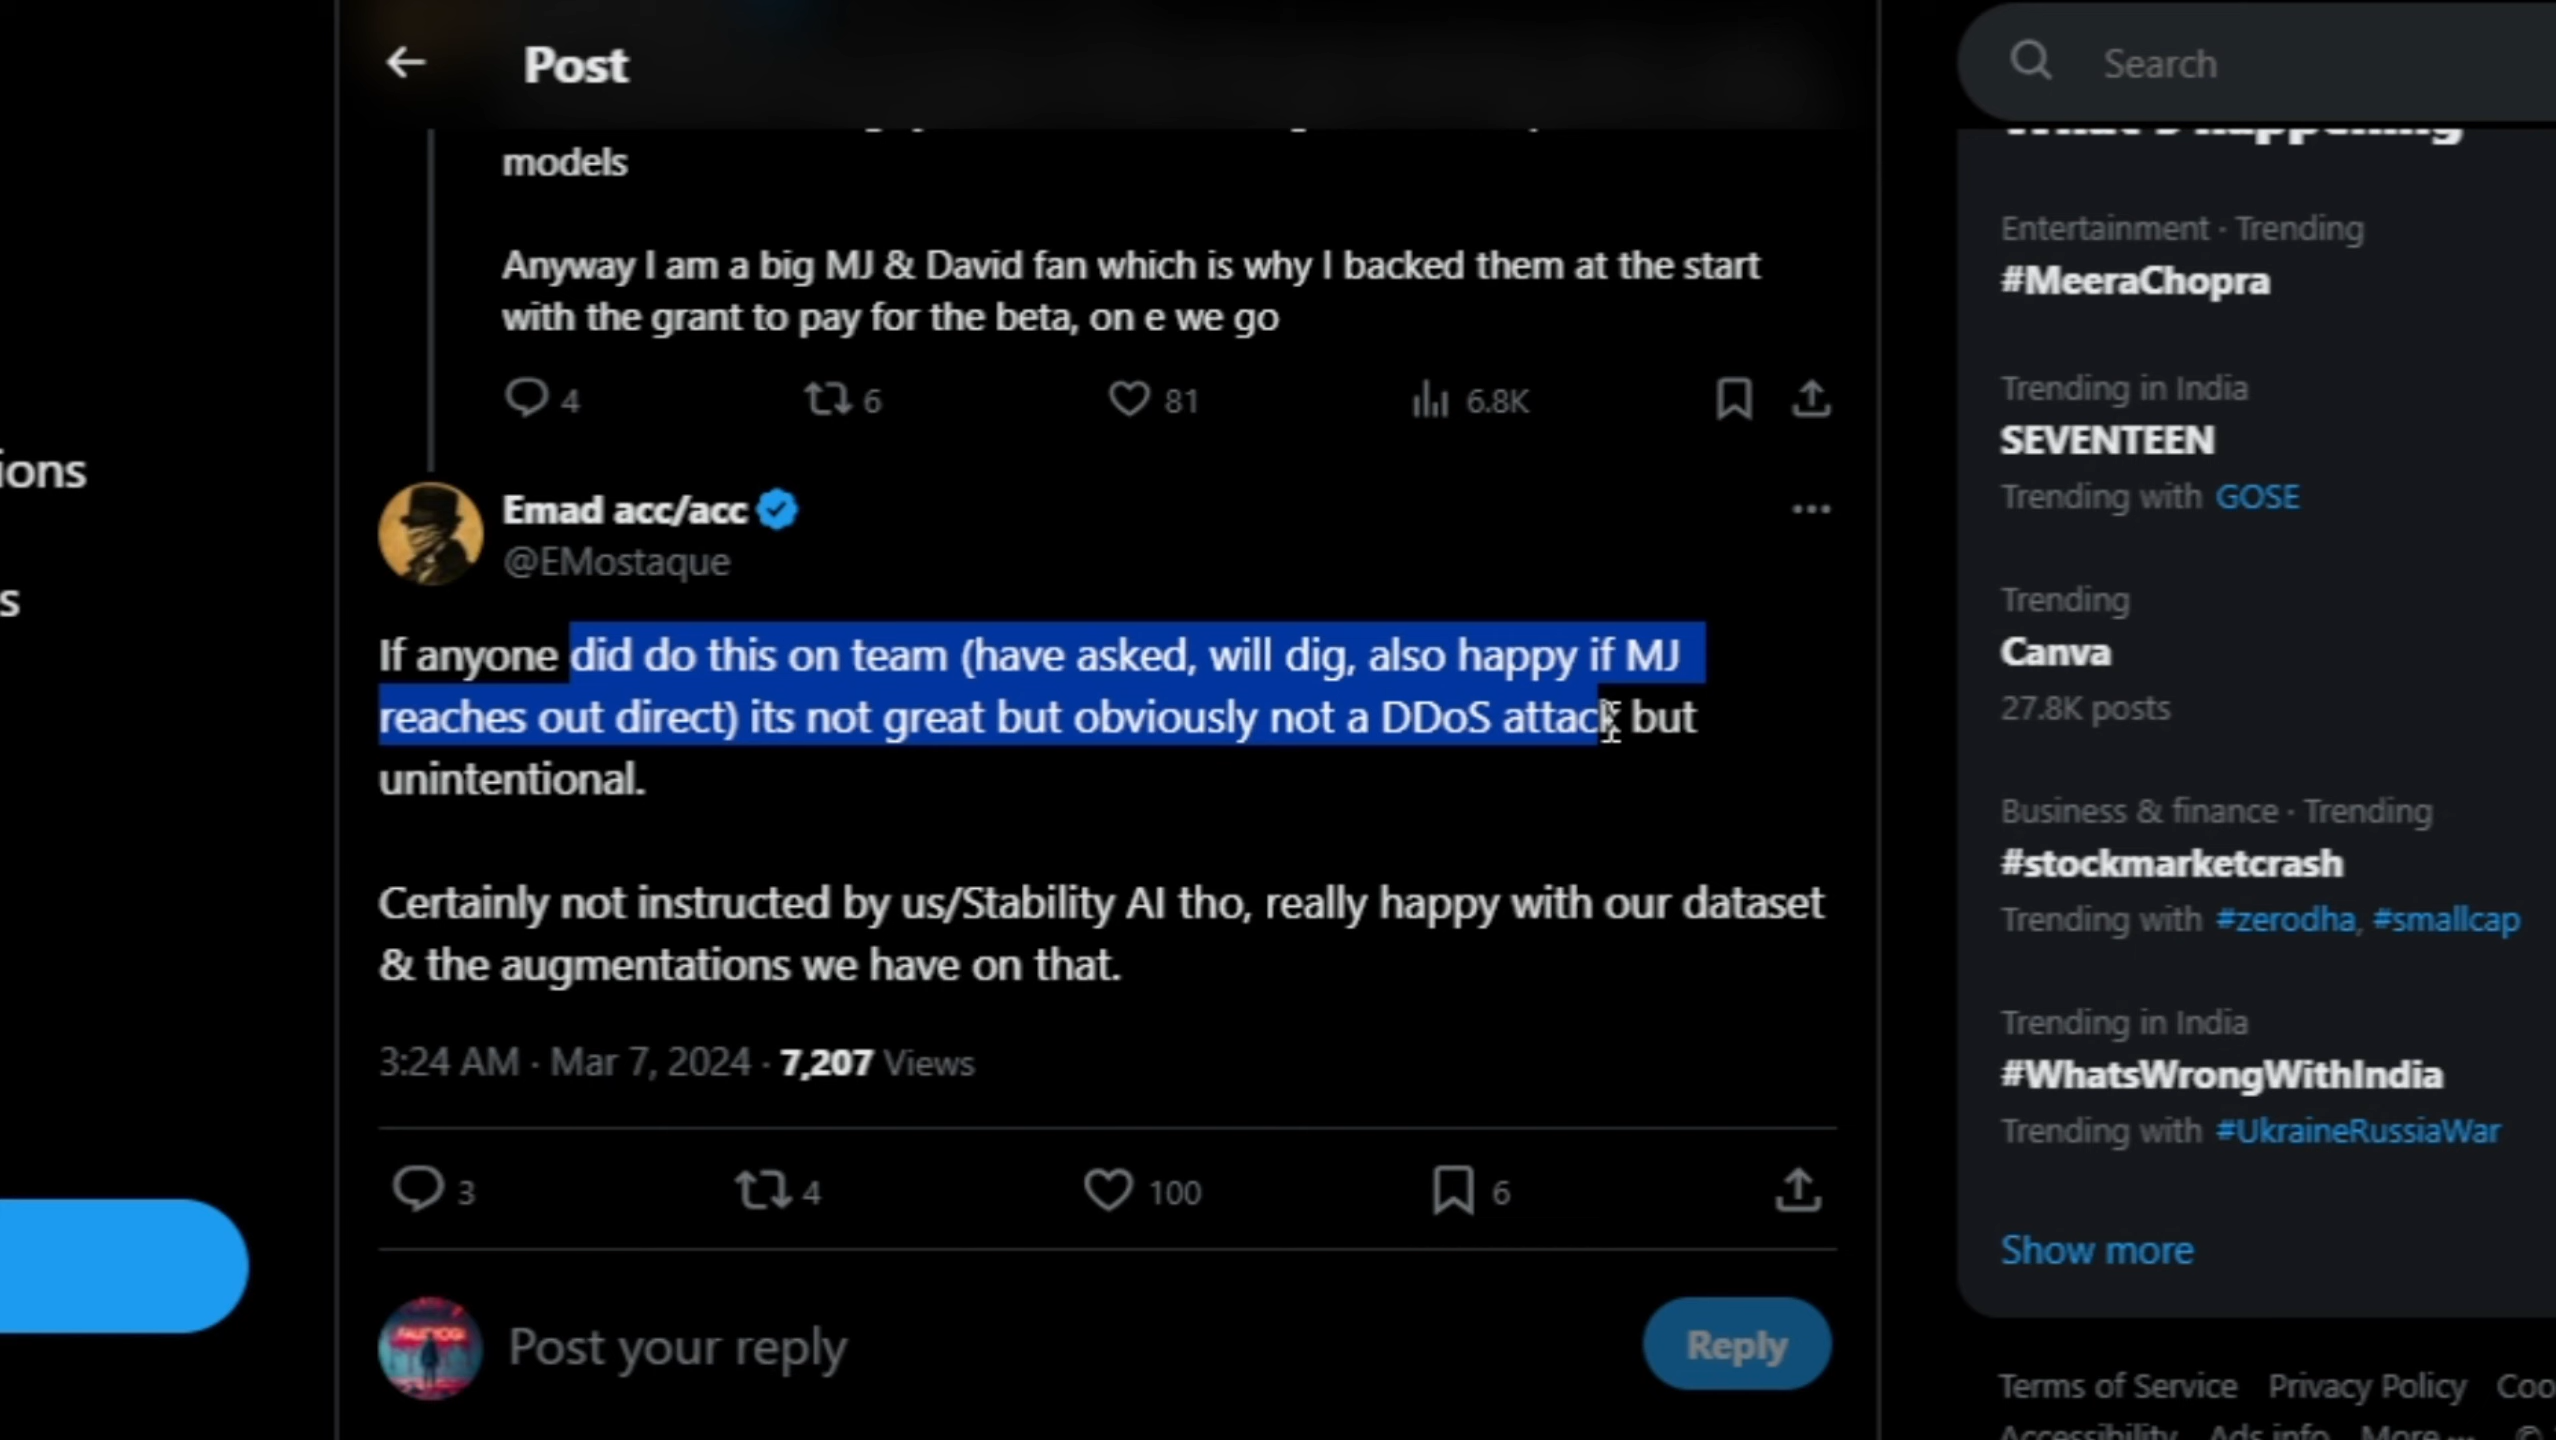 Post
Search
models
Anyway I am a big MJ & David fan which is why I backed them at the start
with the grant to pay for the beta, on e we go
4
6
81
6.8K
Emad acc/acc
@EMostaque
If anyone did do this on team (have asked, will dig, also happy if MJ
reaches out direct) its not great but obviously not a DDoS attack but
unintentional.
Certainly not instructed by us/Stability AI tho, really happy with our dataset
& the augmentations we have on that.
3:24 AM · Mar 7, 2024 · 7,207 Views
3
4
100
6
Post your reply
Reply
ions
s
What's happening
Entertainment · Trending
#MeeraChopra
Trending in India
SEVENTEEN
Trending with GOSE
Trending
Canva
27.8K posts
Business & finance · Trending
#stockmarketcrash
Trending with #zerodha, #smallcap
Trending in India
#WhatsWrongWithIndia
Trending with #UkraineRussiaWar
Show more
Terms of Service Privacy Policy Coo
Accessibility Ads info More ... ©